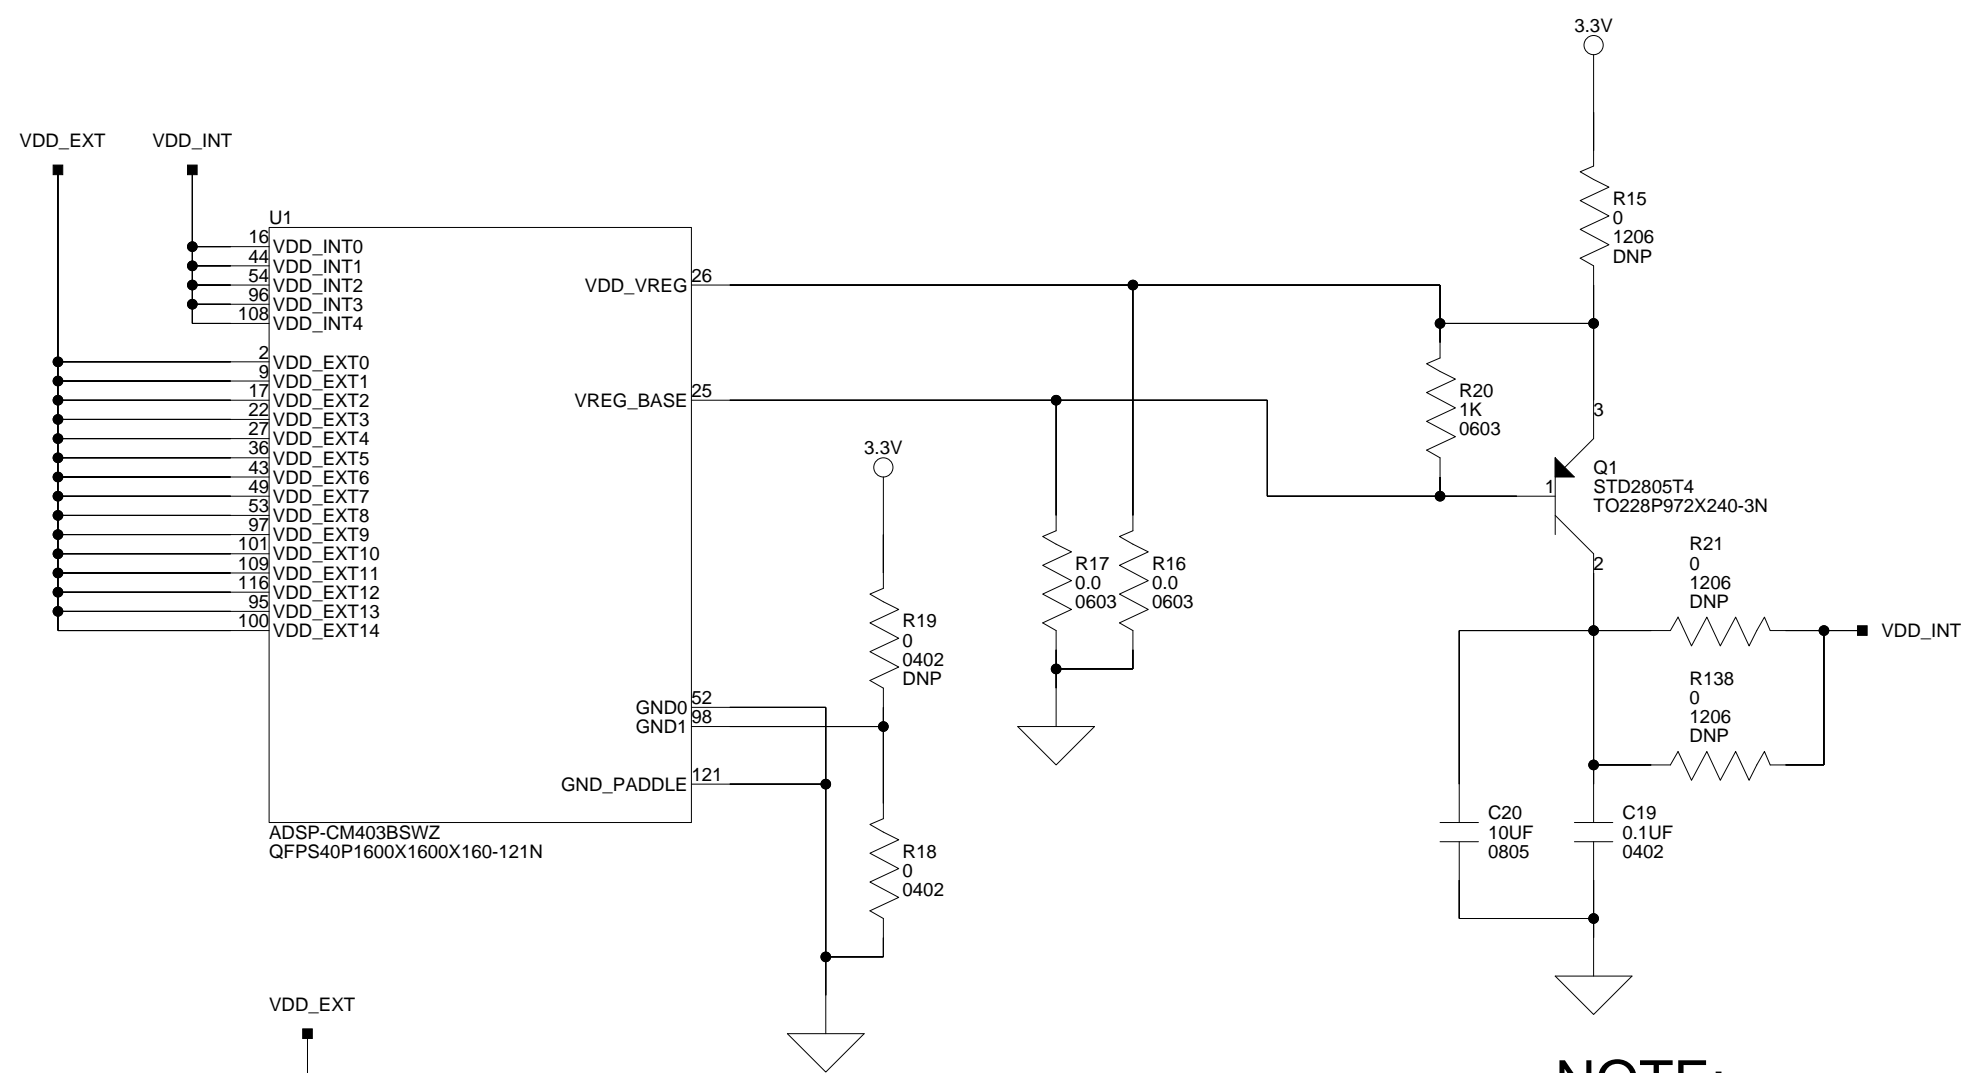 3.3V
VDD_EXT
VDD_INT
R15
0
1206
DNP
U1
16
VDD_INT0
44
VDD_INT1
54
VDD_INT2
96
VDD_INT3
108
VDD_INT4
2
VDD_EXT0
9
VDD_EXT1
17
VDD_EXT2
22
VDD_EXT3
27
VDD_EXT4
36
VDD_EXT5
43
VDD_EXT6
49
VDD_EXT7
53
VDD_EXT8
97
VDD_EXT9
101
VDD_EXT10
109
VDD_EXT11
116
VDD_EXT12
95
VDD_EXT13
100
VDD_EXT14
VDD_VREG
26
VREG_BASE
25
GND0
52
GND1
98
GND_PADDLE
121
ADSP-CM403BSWZ
QFPS40P1600X1600X160-121N
3.3V
R19
0
0402
DNP
R18
0
0402
R17
0.0
0603
R16
0.0
0603
R20
1K
0603
3
1
2
Q1
STD2805T4
TO228P972X240-3N
R21
0
1206
DNP
VDD_INT
R138
0
1206
DNP
C20
10UF
0805
C19
0.1UF
0402
VDD_EXT
NOTE: